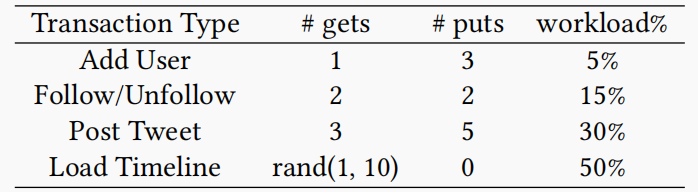 Transaction Type # gets # puts workload%
Add User 1 3 5%
Follow/Unfollow 2 2 15%
Post Tweet 3 5 30%
Load Timeline rand(1, 10) 0 50%